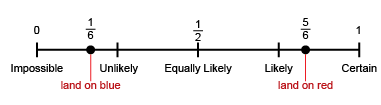 0 1/6 1/2 5/6 1
Impossible Unlikely Equally Likely Likely Certain
land on blue land on red